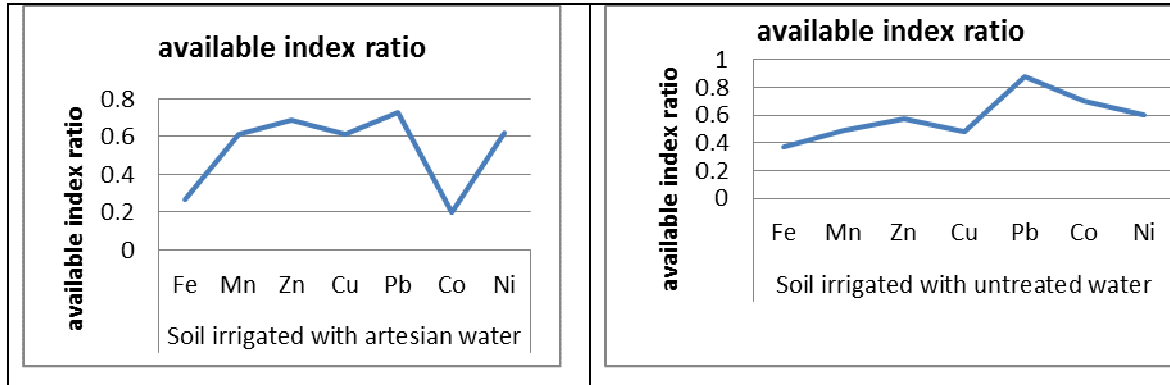 available index ratio
available index ratio
0.8
0.6
0.4
0.2
0
Fe Mn Zn Cu Pb Co Ni
Soil irrigated with artesian water
available index ratio
available index ratio
1
0.8
0.6
0.4
0.2
0
Fe Mn Zn Cu Pb Co Ni
Soil irrigated with untreated water